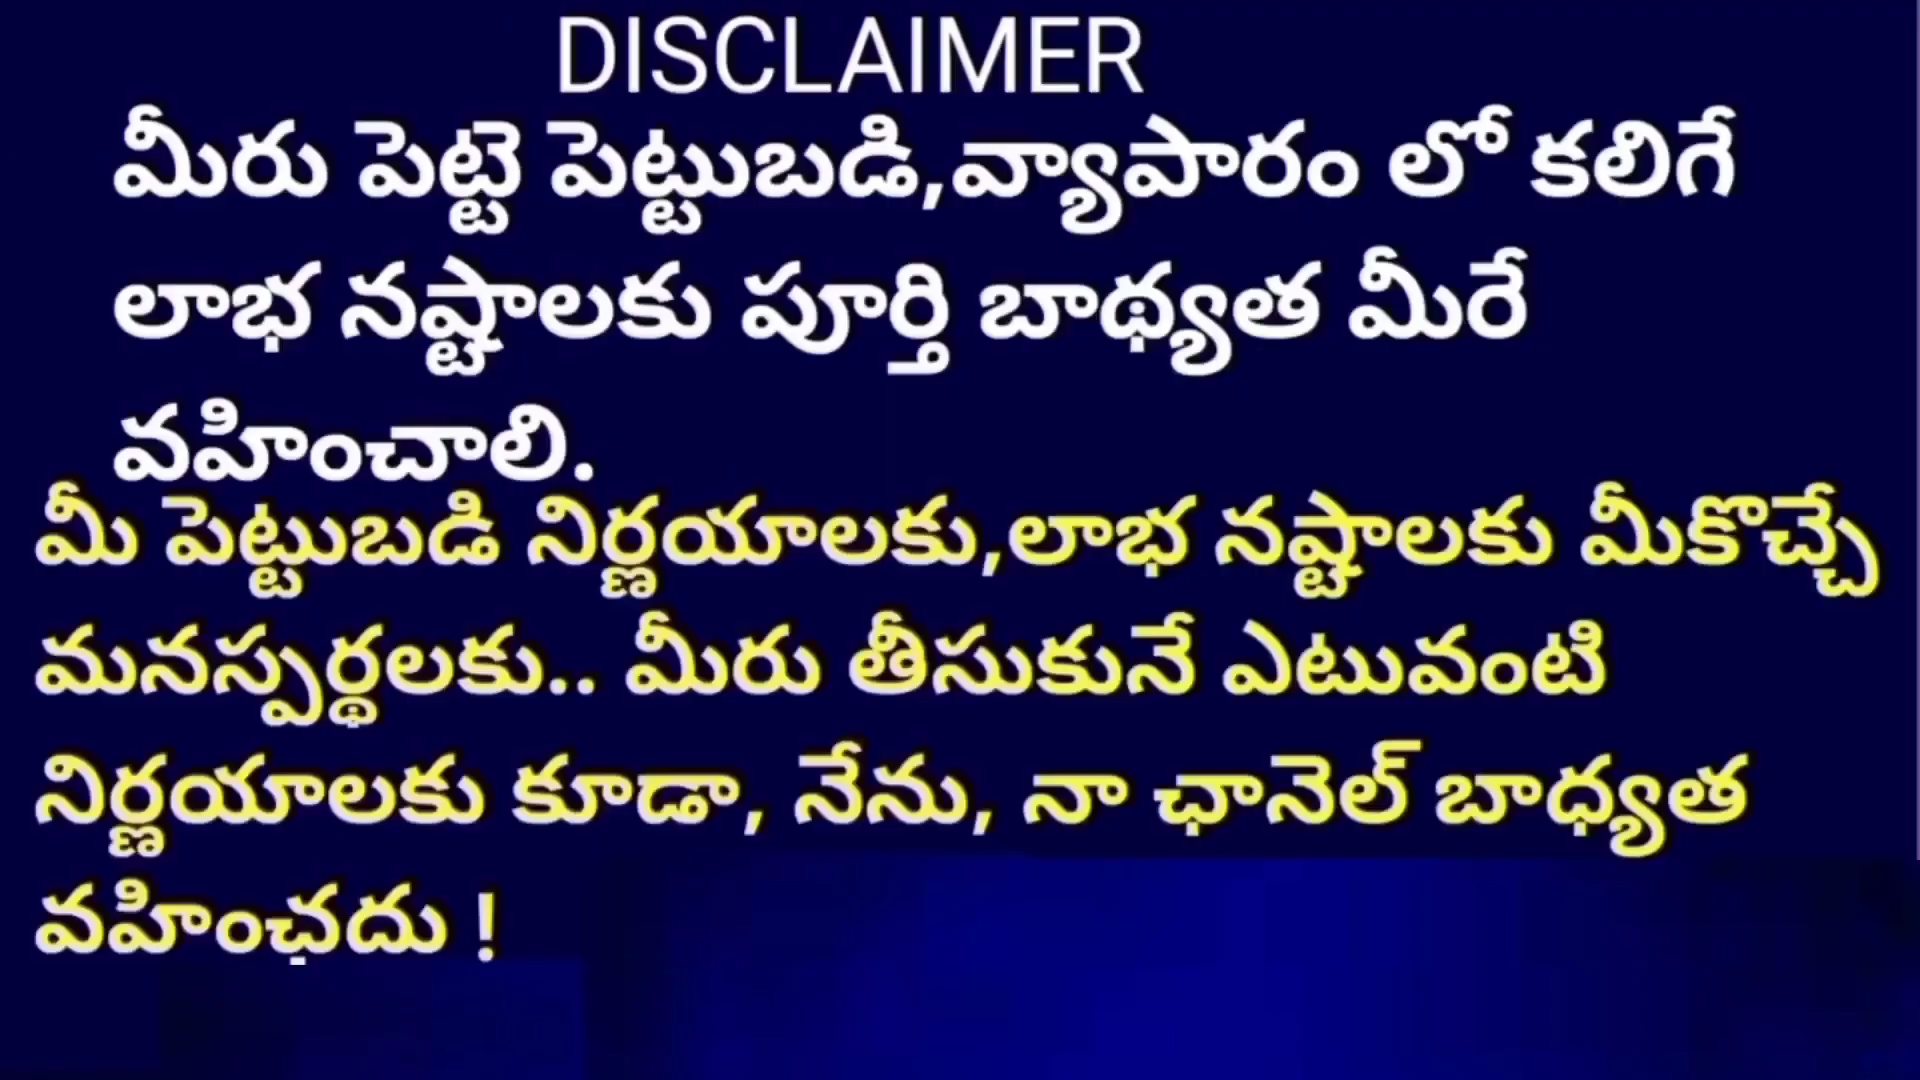 DISCLAIMER
మీరు పెట్టె పెట్టుబడి,వ్యాపారం లో కలిగే
లాభ నష్టాలకు పూర్తి బాథ్యత మీరే
వహించాలి.
మీ పెట్టుబడి నిర్ణయాలకు,లాభ నష్టాలకు మీకొచ్చే
మనస్పర్థలకు.. మీరు తీసుకునే ఎటువంటి
నిర్ణయాలకు కూడా, నేను, నా ఛానెల్ బాధ్యత
వహించదు !